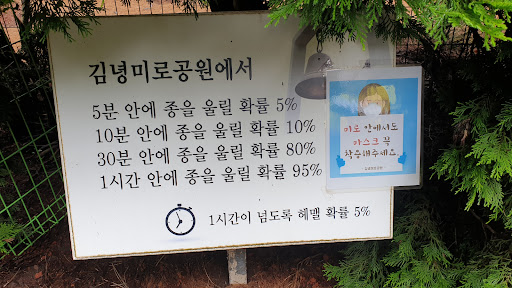 김녕미로공원에서
5분 안에 종을 울릴 확률 5%
10분 안에 종을 울릴 확률 10%
30분 안에 종을 울릴 확률 80%
1시간 안에 종을 울릴 확률 95%
1시간이 넘도록 헤맬 확률 5%
미로 안에서도
마스크 꼭
착용해주세요